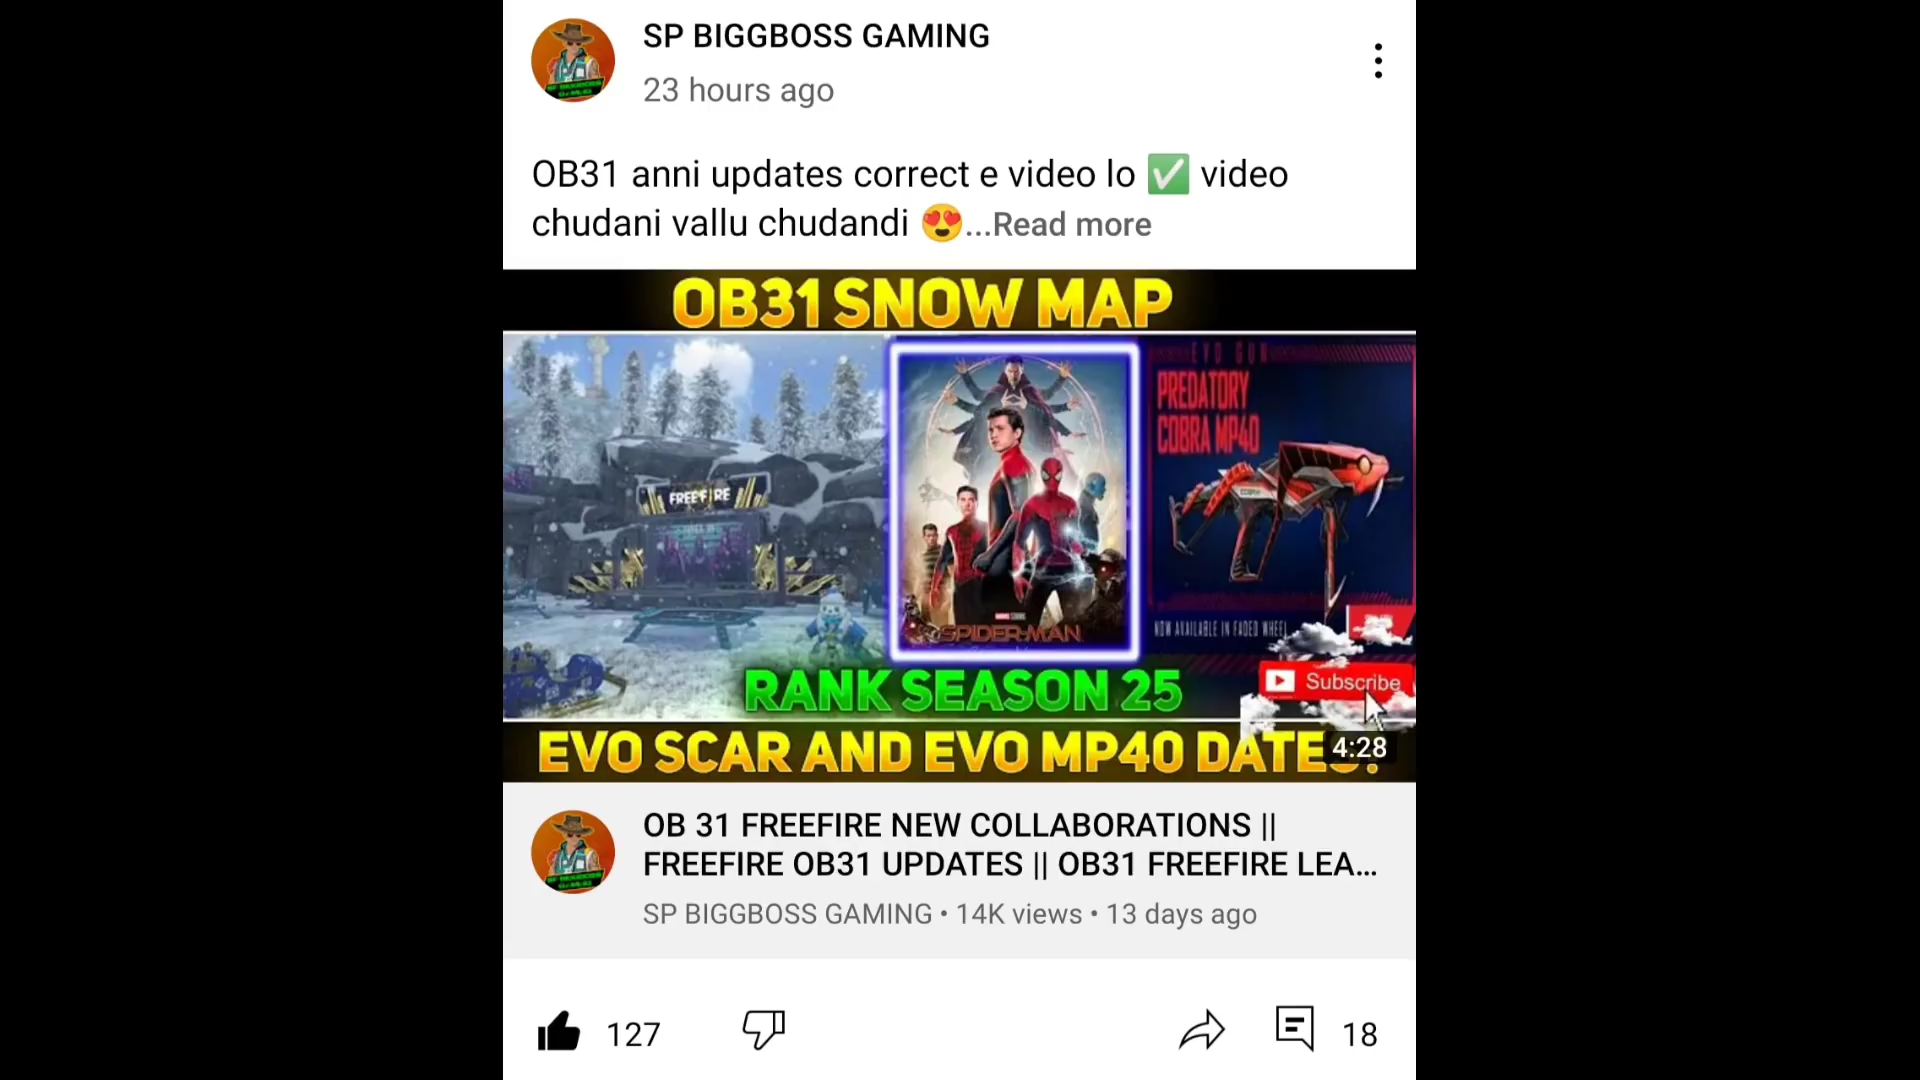 SP BIGGBOSS GAMING
23 hours ago
OB31 anni updates correct e video lo ✅ video
chudani vallu chudandi 😍...Read more
OB31 SNOW MAP
EVO GUN
PREDATORY
COBRA MP40
FREE FIRE
SPIDER-MAN
NOW AVAILABLE IN FADED WHEEL
RANK SEASON 25
Subscribe
EVO SCAR AND EVO MP40 DATES?
4:28
OB 31 FREEFIRE NEW COLLABORATIONS ||
FREEFIRE OB31 UPDATES || OB31 FREEFIRE LEA...
SP BIGGBOSS GAMING • 14K views • 13 days ago
127
18